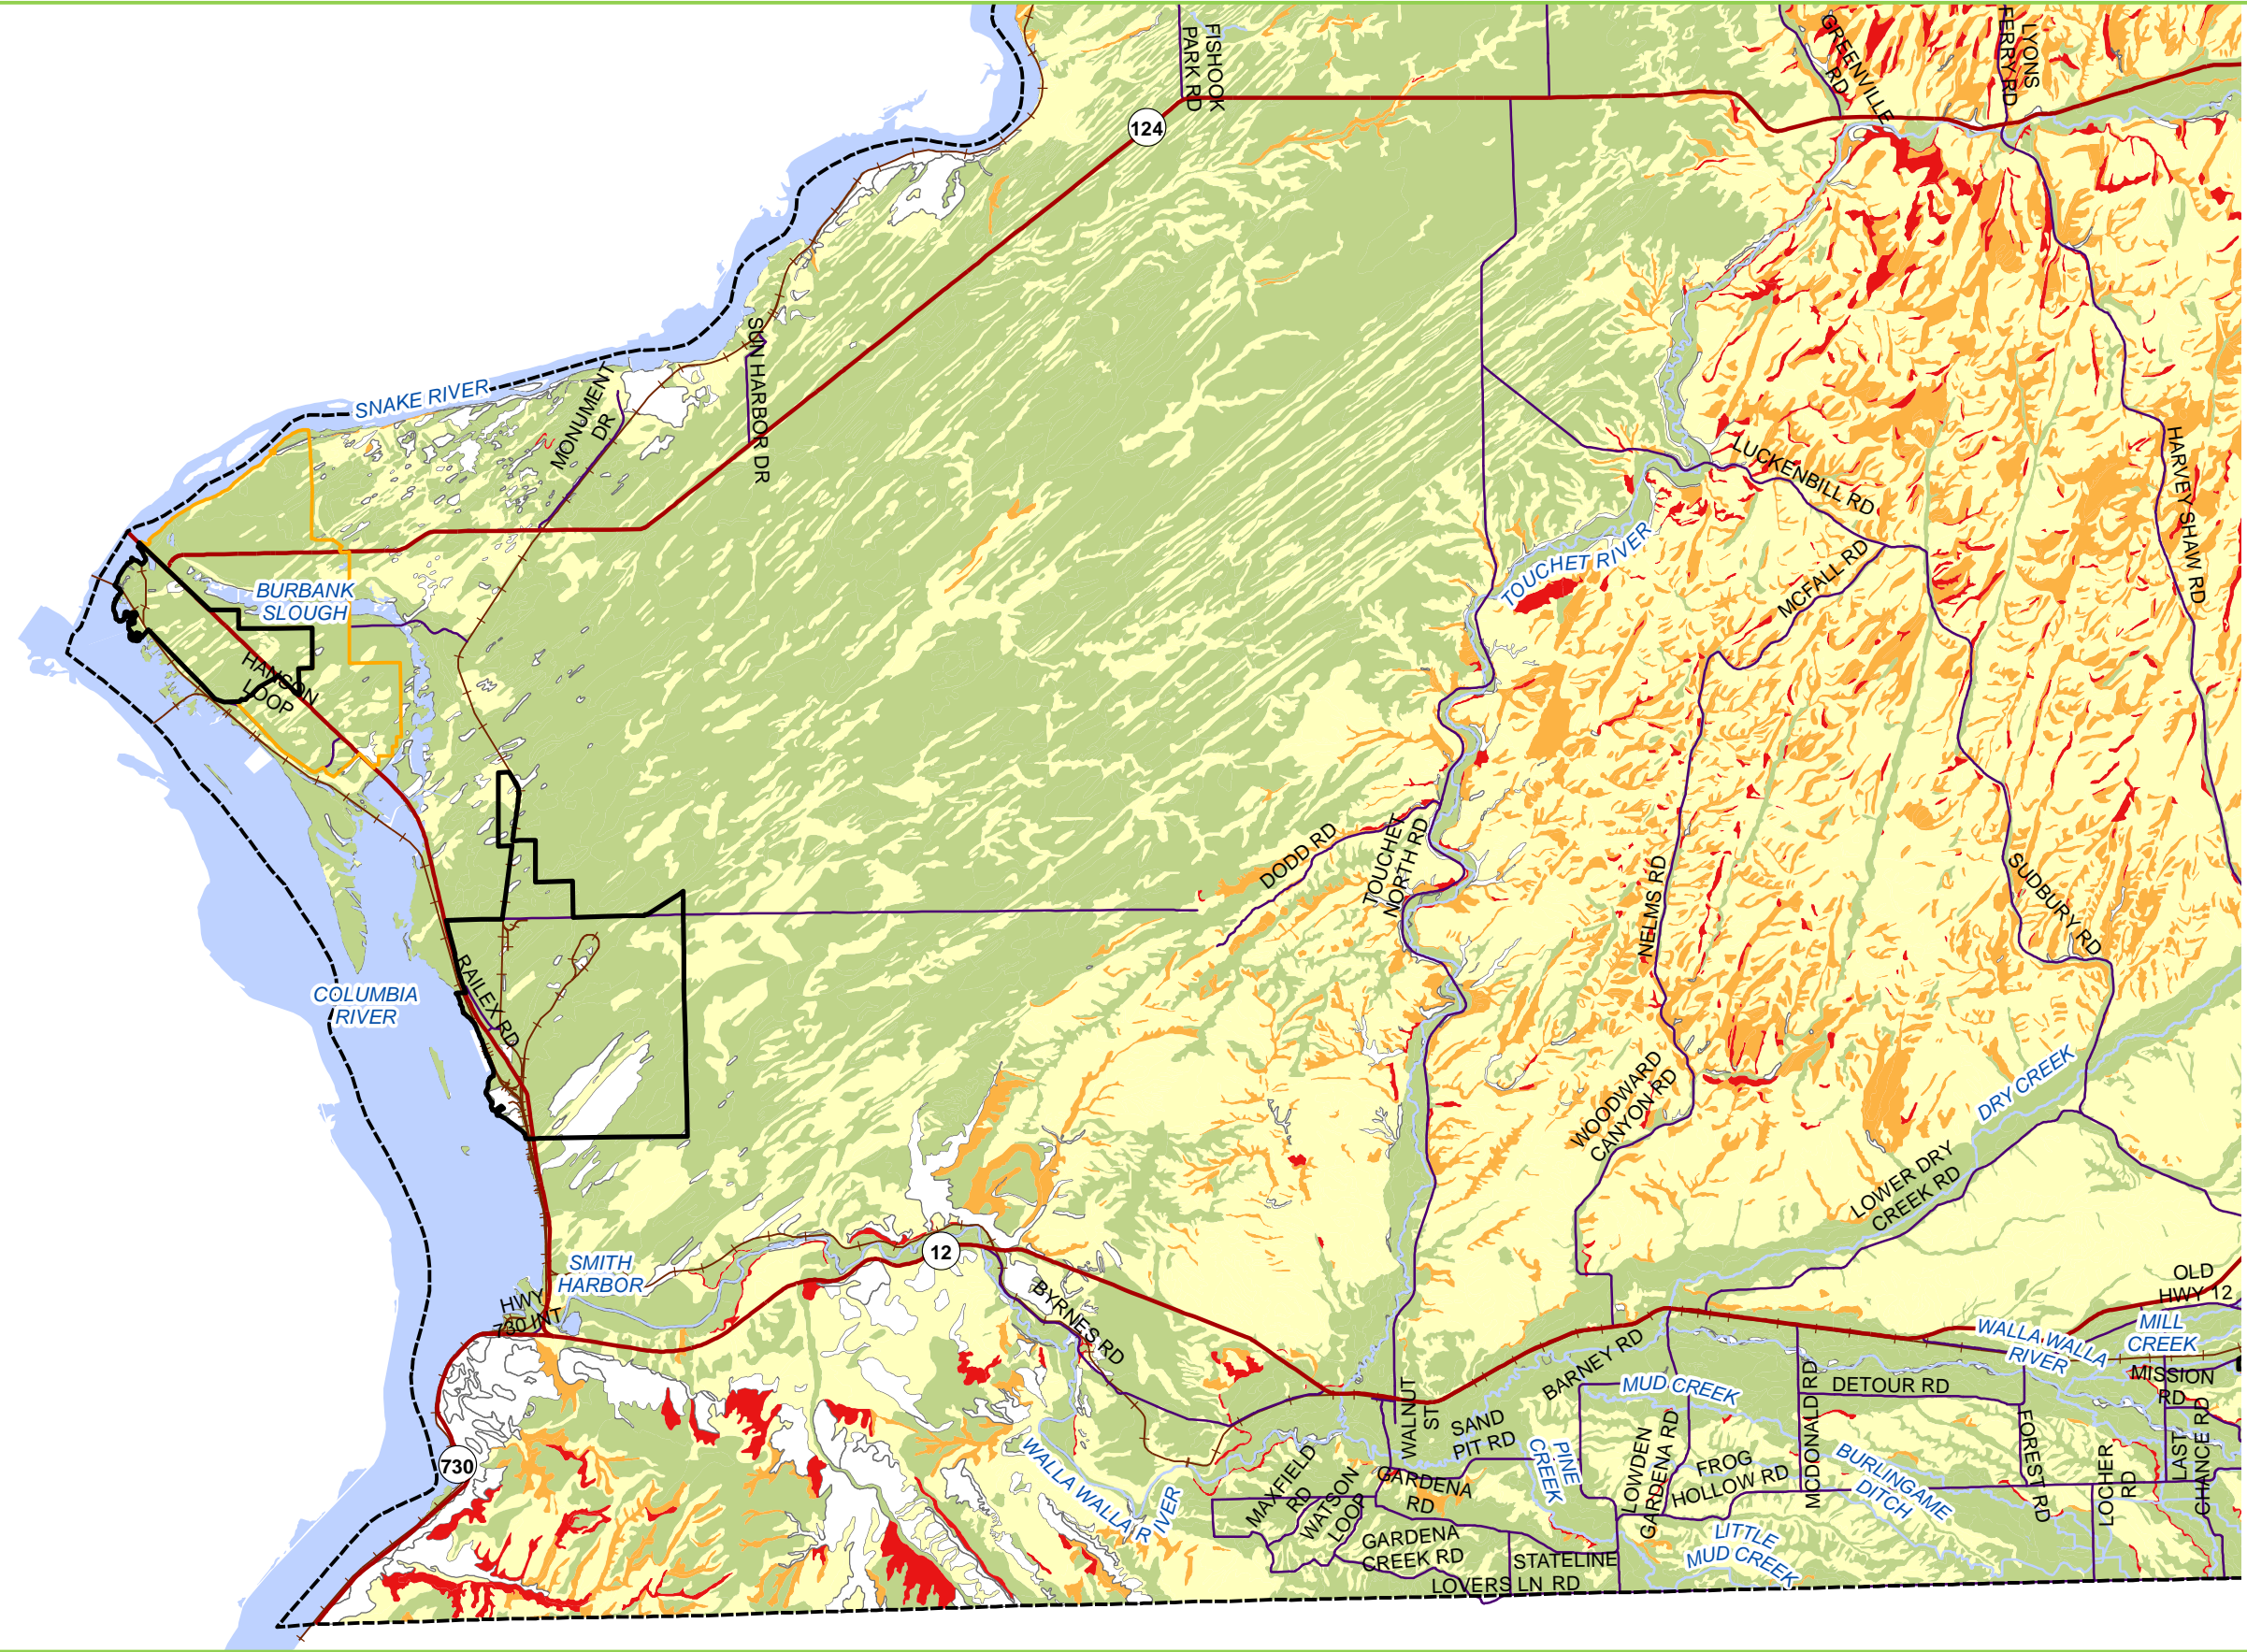 FISHOOK
PARK RD
GREENVILLE
RD
LYONS
FERRY RD
124
SUN HARBOR DR
SNAKE RIVER
MONUMENT
DR
LUCKENBILL RD
HARVEY SHAW RD
TOUCHET RIVER
MCFALL RD
BURBANK
SLOUGH
HANSON
LOOP
DODD RD
TOUCHET
NORTH RD
NELMS RD
SUDBURY RD
RAILEX RD
COLUMBIA
RIVER
WOODWARD
CANYON RD
DRY CREEK
LOWER DRY
CREEK RD
12
SMITH
HARBOR
HWY
730 INT
BYRNES RD
OLD
HWY 12
WALLA WALLA
RIVER
MILL
CREEK
BARNEY RD
MUD CREEK
MCDONALD RD
DETOUR RD
MISSION
RD
WALNUT
ST
SAND
PIT RD
PINE
CREEK
LOWDEN
GARDENA RD
FROG
HOLLOW RD
BURLINGAME
DITCH
FOREST RD
LOCHER
RD
LAST
CHANCE RD
730
WALLA WALLA R
IVER
MAXFIELD
RD
WATSON
LOOP
GARDENA
RD
GARDENA
CREEK RD
LITTLE
MUD CREEK
STATELINE
RD
LOVERS LN